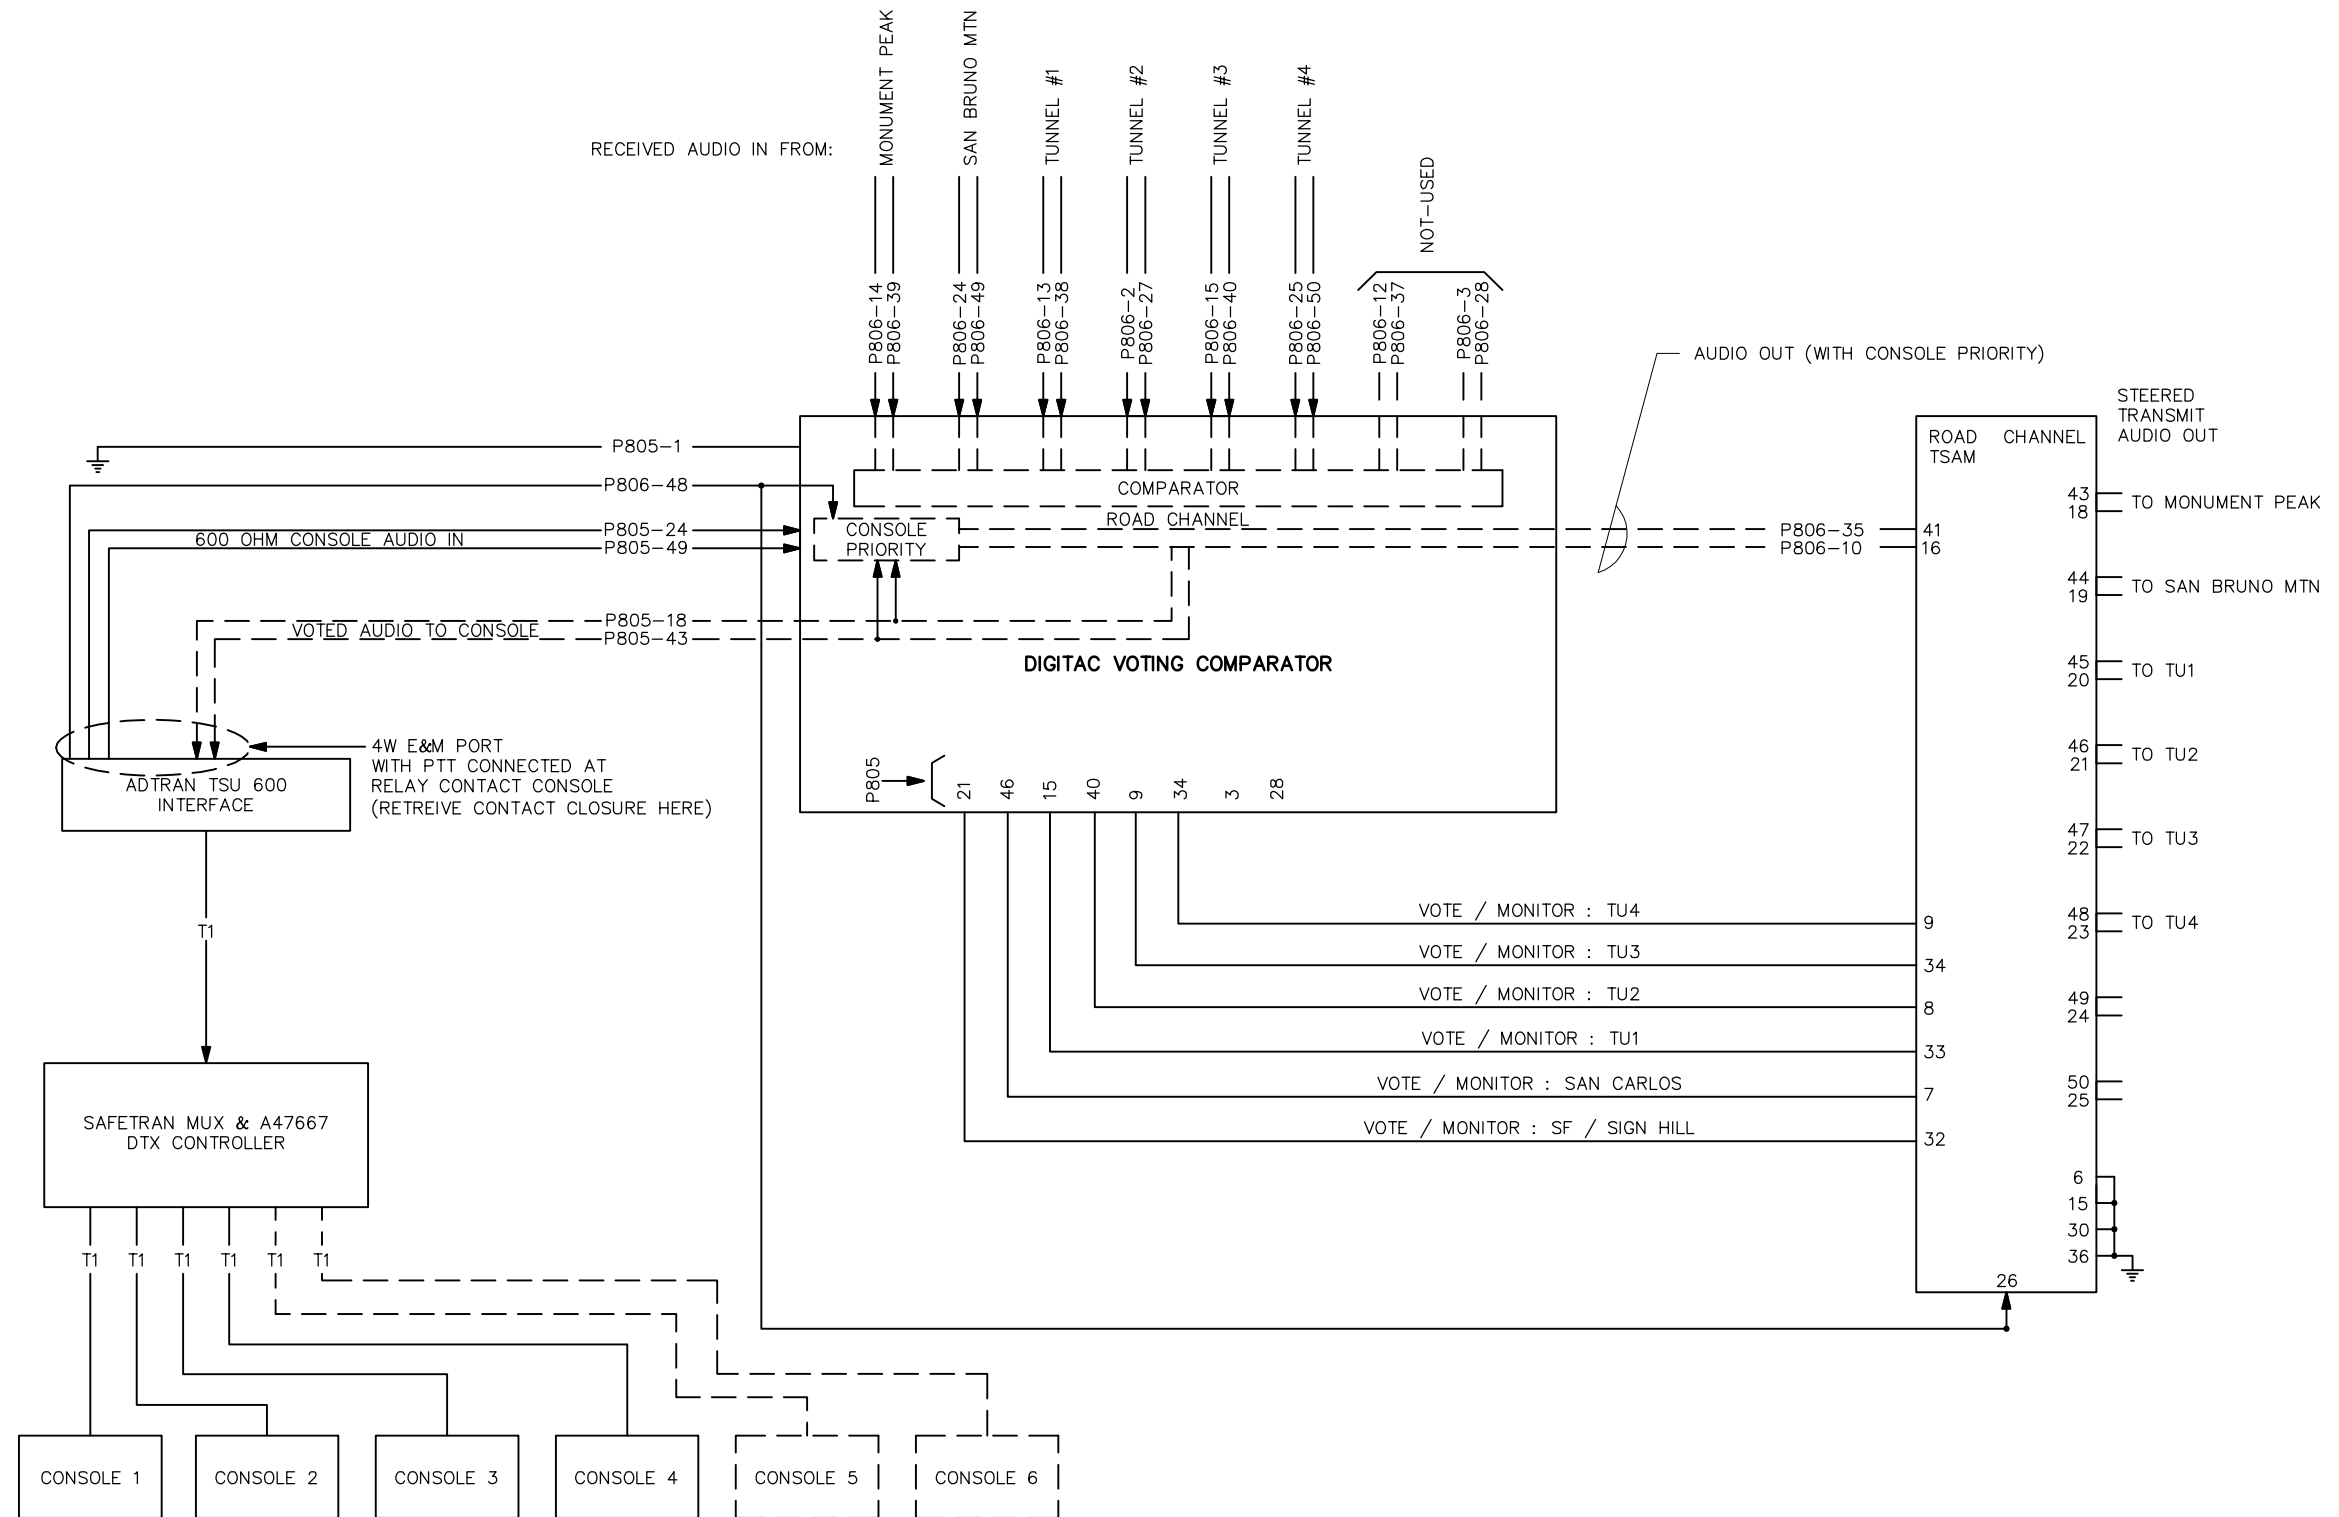 RECEIVED AUDIO IN FROM:
MONUMENT PEAK
SAN BRUNO MTN
TUNNEL #1
TUNNEL #2
TUNNEL #3
TUNNEL #4
NOT-USED
P806-14
P806-39
P806-24
P806-49
P806-13
P806-38
P806-2
P806-27
P806-15
P806-40
P806-25
P806-50
P806-12
P806-37
P806-3
P806-28
AUDIO OUT (WITH CONSOLE PRIORITY)
STEERED
TRANSMIT
AUDIO OUT
P805-1
P806-48
P805-24
600 OHM CONSOLE AUDIO IN
P805-49
P805-18
VOTED AUDIO TO CONSOLE
P805-43
COMPARATOR
CONSOLE
PRIORITY
ROAD CHANNEL
DIGITAC VOTING COMPARATOR
P806-35
P806-10
ROAD CHANNEL
TSAM
41
16
43
18
TO MONUMENT PEAK
44
19
TO SAN BRUNO MTN
45
20
TO TU1
46
21
TO TU2
47
22
TO TU3
48
23
TO TU4
49
24
50
25
6
15
30
36
26
4W E&M PORT
WITH PTT CONNECTED AT
RELAY CONTACT CONSOLE
(RETREIVE CONTACT CLOSURE HERE)
ADTRAN TSU 600
INTERFACE
P805
21
46
15
40
9
34
3
28
VOTE / MONITOR : TU4
9
VOTE / MONITOR : TU3
34
VOTE / MONITOR : TU2
8
VOTE / MONITOR : TU1
33
VOTE / MONITOR : SAN CARLOS
7
VOTE / MONITOR : SF / SIGN HILL
32
T1
SAFETRAN MUX & A47667
DTX CONTROLLER
T1 T1 T1 T1 T1 T1
CONSOLE 1
CONSOLE 2
CONSOLE 3
CONSOLE 4
CONSOLE 5
CONSOLE 6